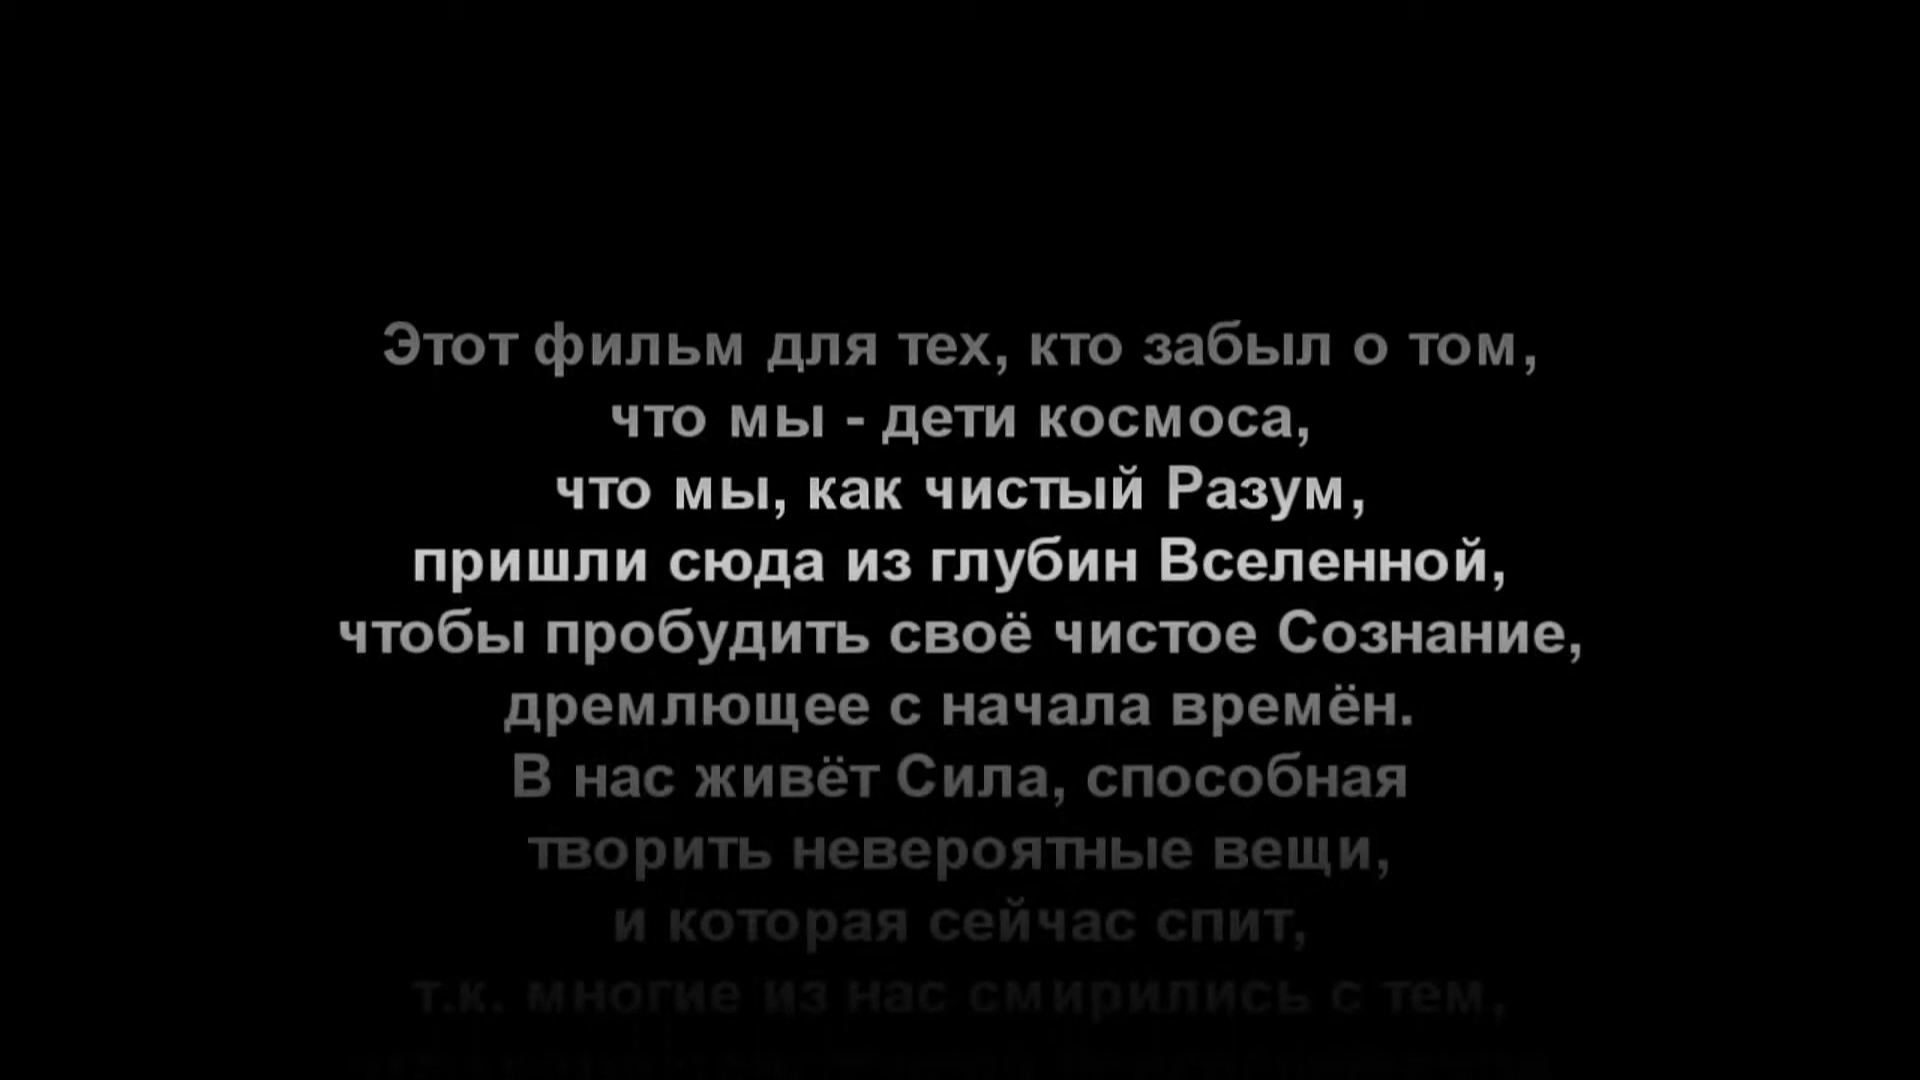 Этот фильм для тех, кто забыл о том,
что мы - дети космоса,
что мы, как чистый Разум,
пришли сюда из глубин Вселенной,
чтобы пробудить своё чистое Сознание,
дремлющее с начала времён.
В нас живёт Сила, способная
творить невероятные вещи,
и которая сейчас спит,
т.к. многие из нас смирились с тем,